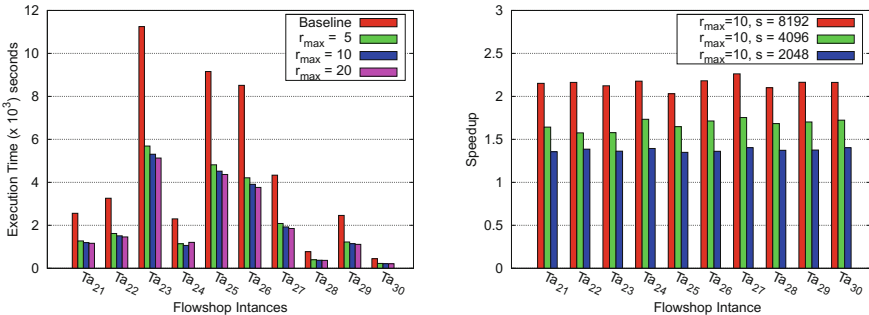 Execution Time (x 10³) seconds
12
10
8
6
4
2
0
Baseline
r_max = 5
r_max = 10
r_max = 20
Ta_21 Ta_22 Ta_23 Ta_24 Ta_25 Ta_26 Ta_27 Ta_28 Ta_29 Ta_30
Flowshop Intances
Speedup
3
2.5
2
1.5
1
0.5
0
r_max=10, s = 8192
r_max=10, s = 4096
r_max=10, s = 2048
Ta_21 Ta_22 Ta_23 Ta_24 Ta_25 Ta_26 Ta_27 Ta_28 Ta_29 Ta_30
Flowshop Intance